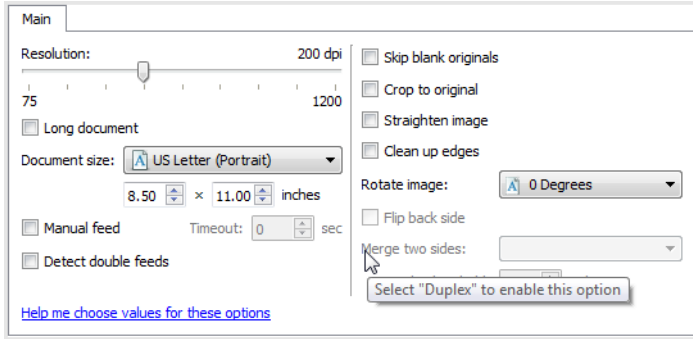 Main
Resolution: 200 dpi
75 1200
Long document
Document size: US Letter (Portrait)
8.50 × 11.00 inches
Manual feed Timeout: 0 sec
Detect double feeds
Help me choose values for these options
Skip blank originals
Crop to original
Straighten image
Clean up edges
Rotate image: 0 Degrees
Flip back side
Merge two sides:
Select "Duplex" to enable this option